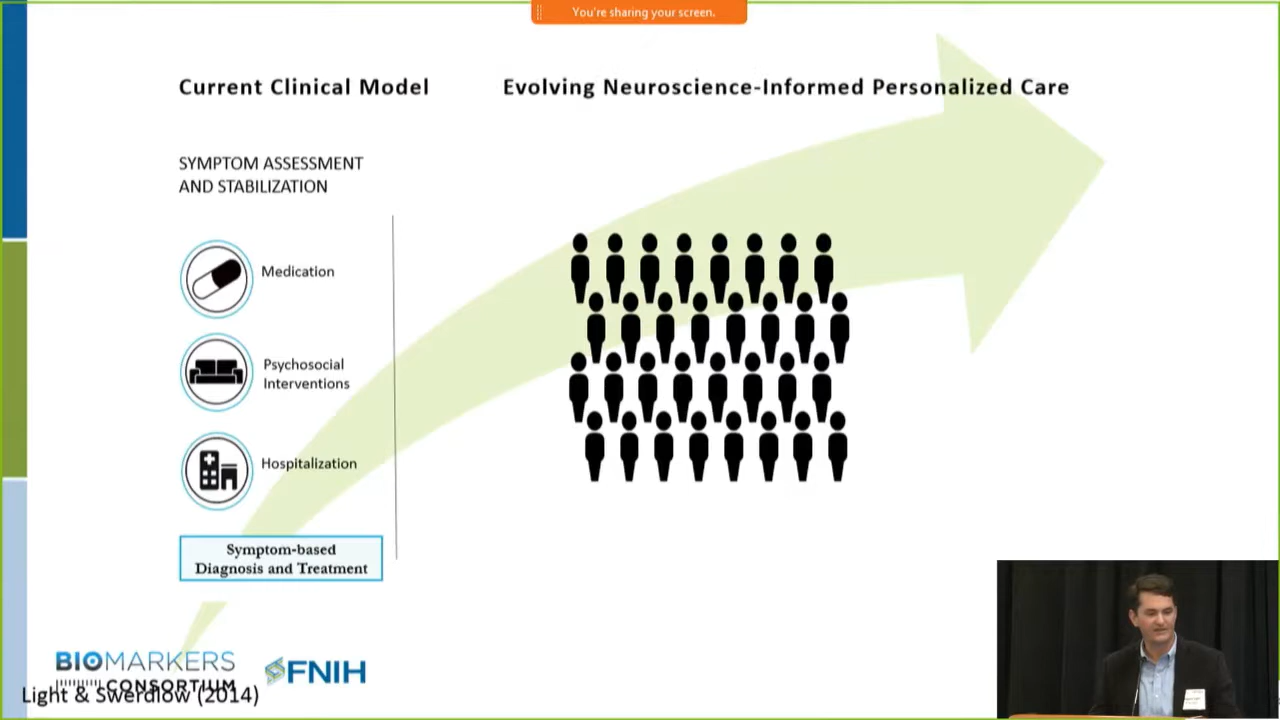 You're sharing your screen.
Current Clinical Model
Evolving Neuroscience-Informed Personalized Care
SYMPTOM ASSESSMENT
AND STABILIZATION
Medication
Psychosocial
Interventions
Hospitalization
Symptom-based
Diagnosis and Treatment
BIOMARKERS
CONSORTIUM
FNIH
Light & Swerdlow (2014)